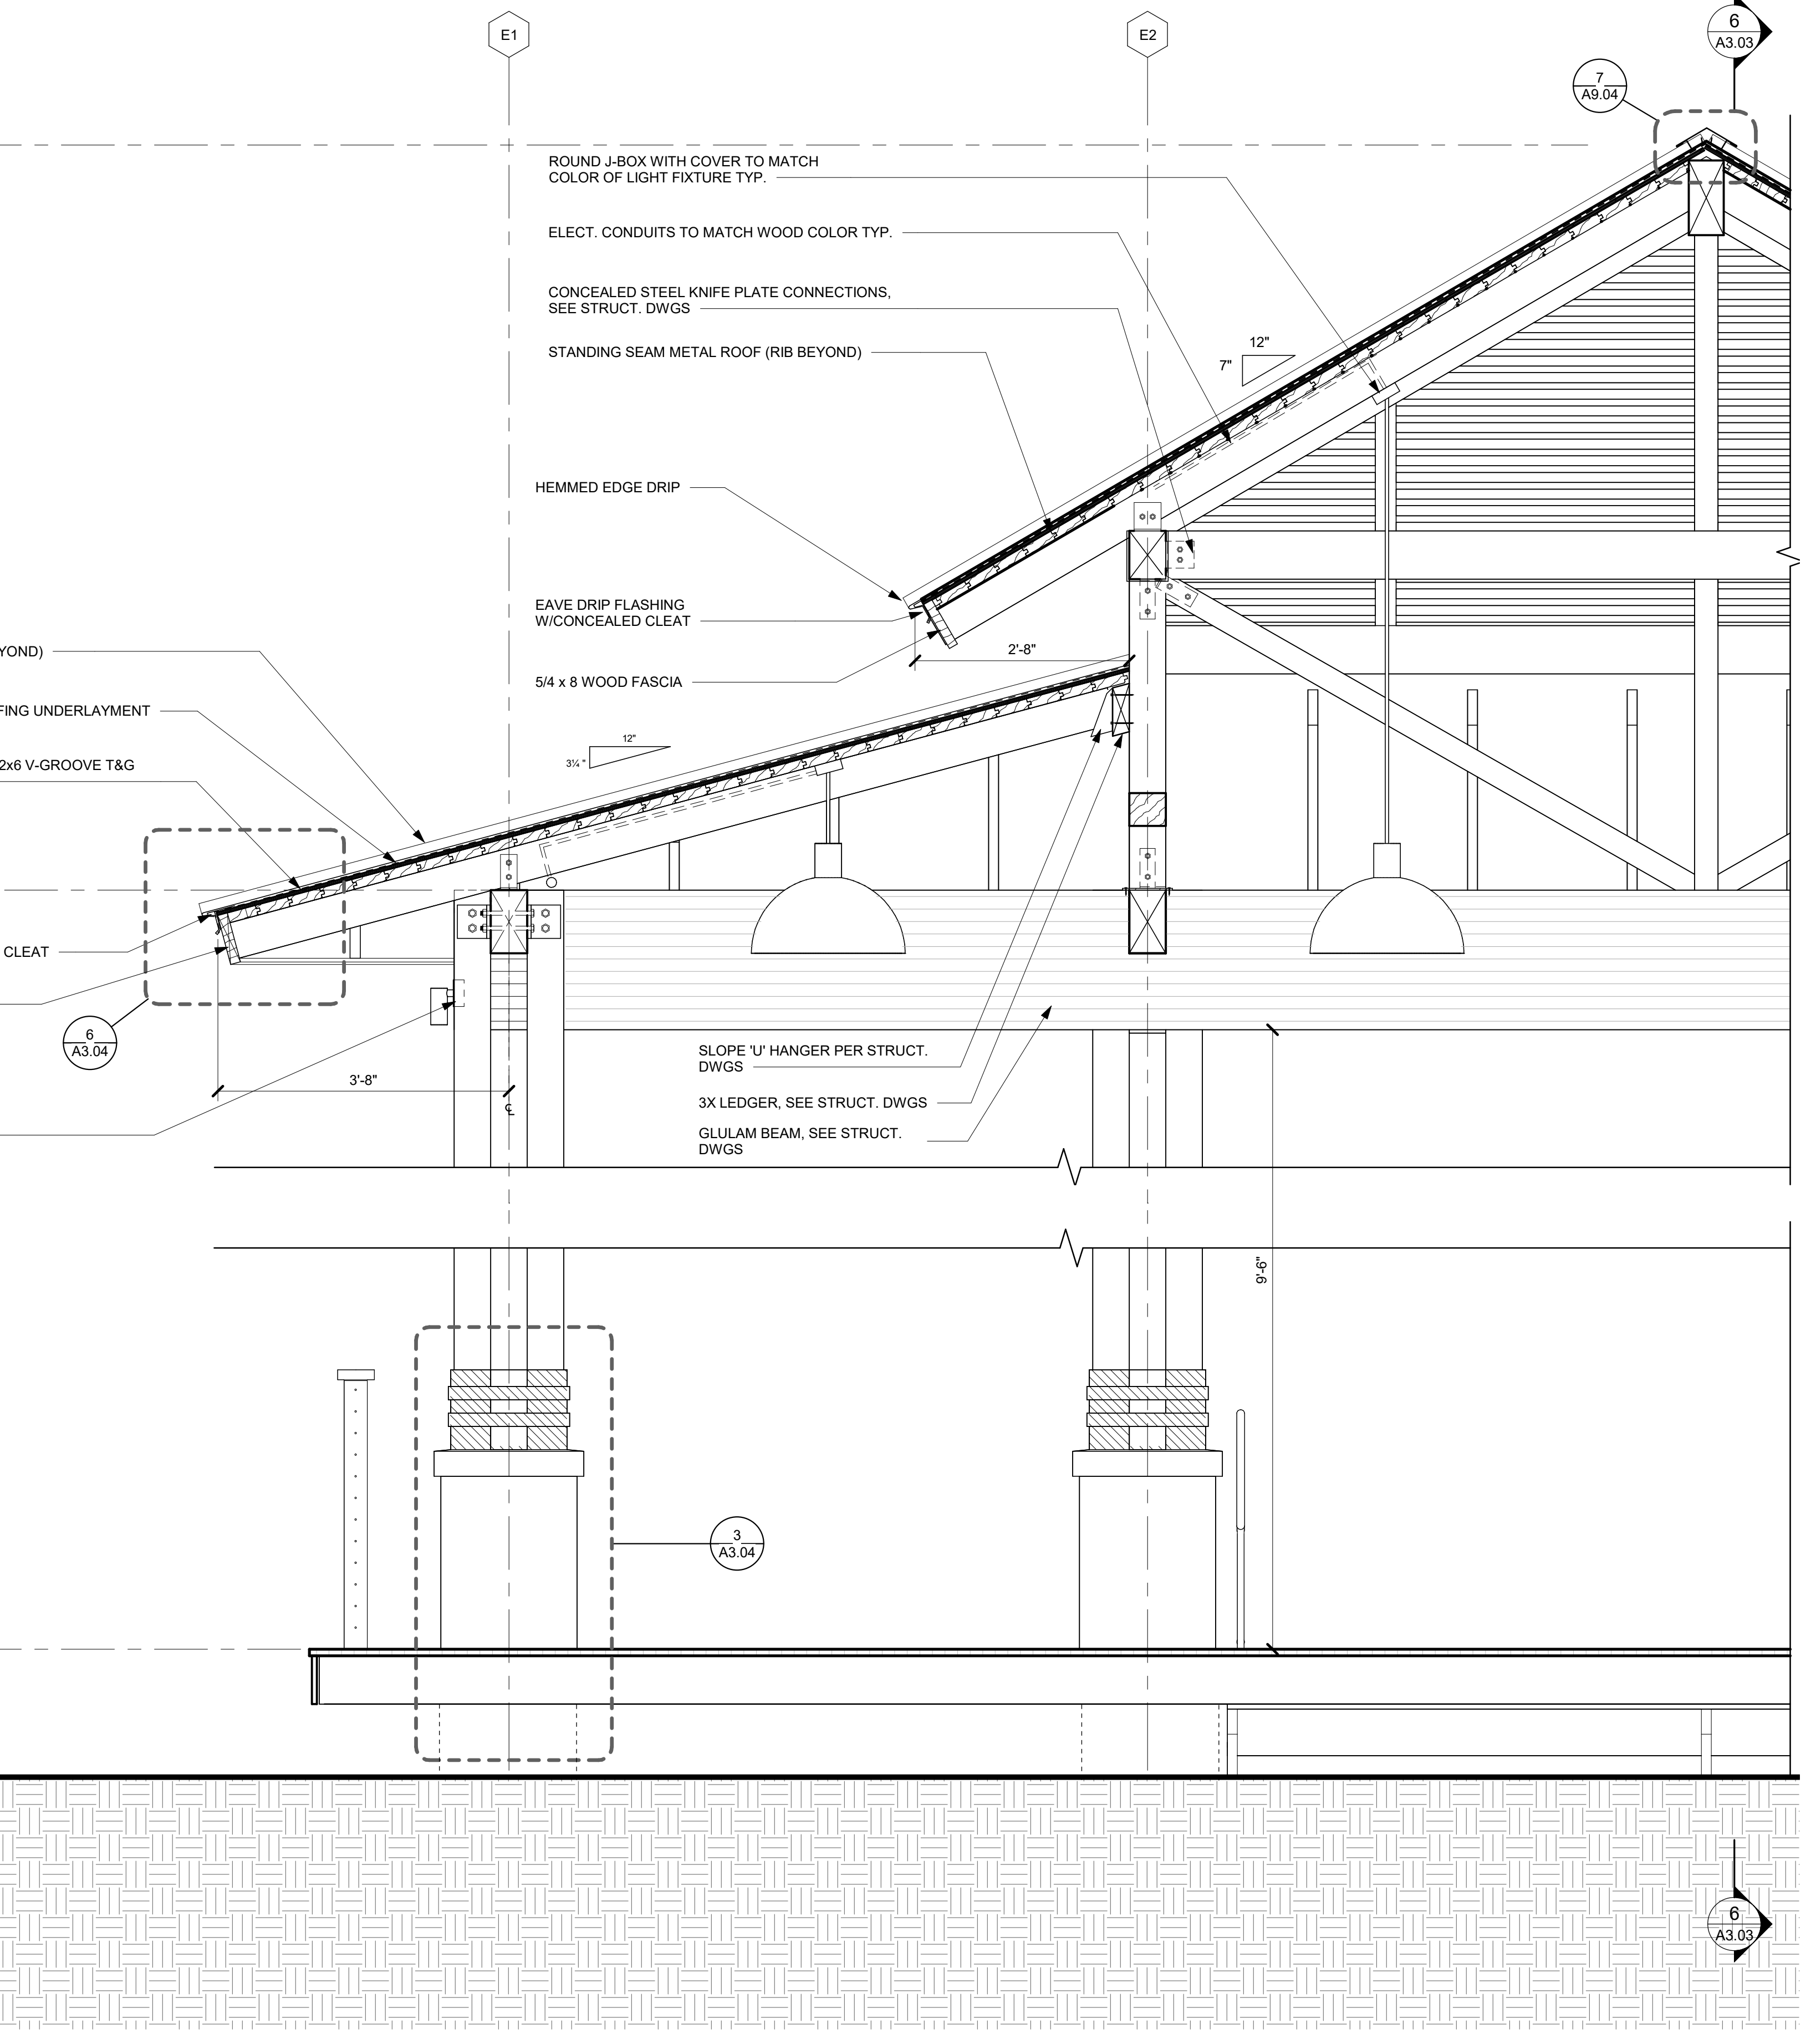 E1
E2
6
A3.03
7
A9.04
ROUND J-BOX WITH COVER TO MATCH
COLOR OF LIGHT FIXTURE TYP.
ELECT. CONDUITS TO MATCH WOOD COLOR TYP.
CONCEALED STEEL KNIFE PLATE CONNECTIONS,
SEE STRUCT. DWGS
STANDING SEAM METAL ROOF (RIB BEYOND)
12"
7"
HEMMED EDGE DRIP
EAVE DRIP FLASHING
W/CONCEALED CLEAT
2'-8"
YOND)
5/4 x 8 WOOD FASCIA
FING UNDERLAYMENT
12"
3¼ "
2x6 V-GROOVE T&G
CLEAT
6
A3.04
3'-8"
℄
SLOPE 'U' HANGER PER STRUCT.
DWGS
3X LEDGER, SEE STRUCT. DWGS
GLULAM BEAM, SEE STRUCT.
DWGS
9'-6"
3
A3.04
6
A3.03